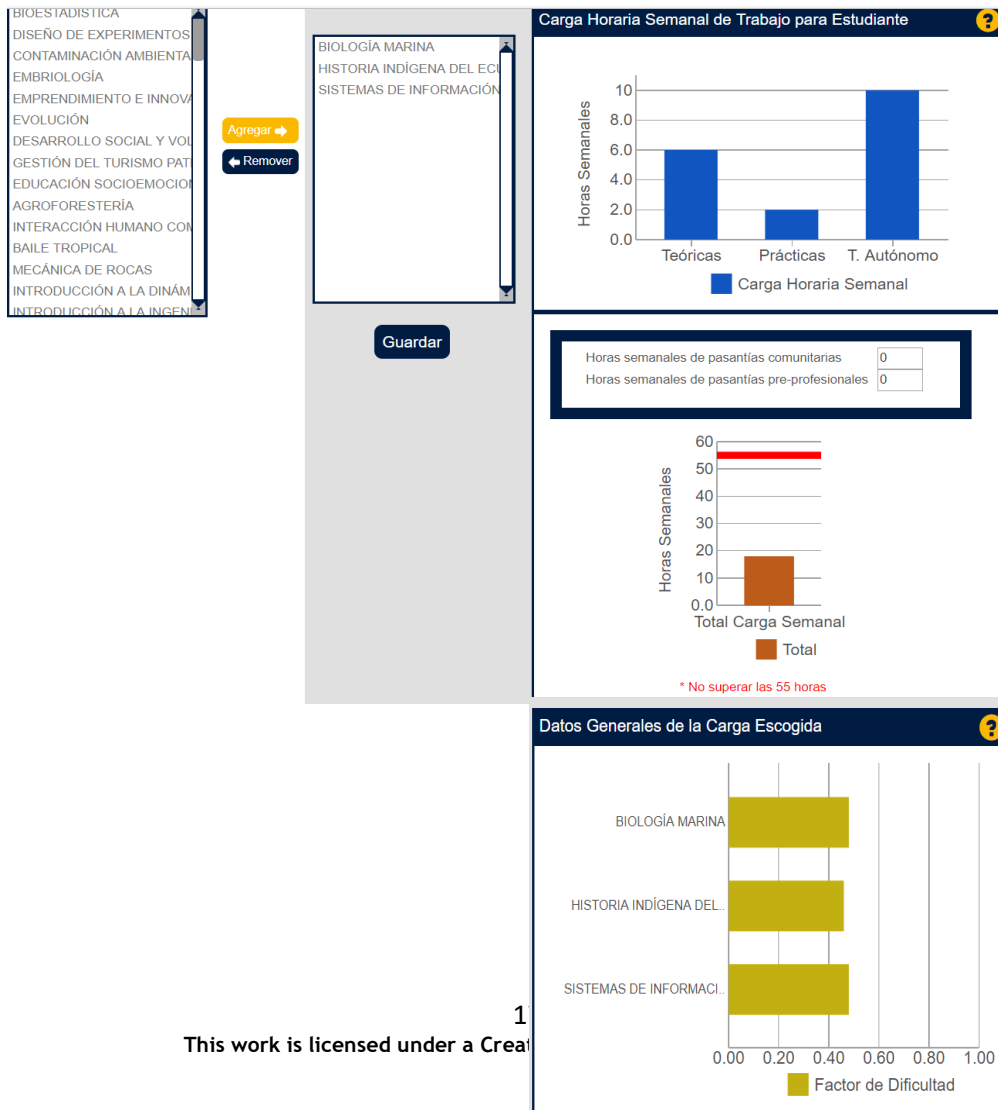 BIOESTADÍSTICA
DISEÑO DE EXPERIMENTOS
CONTAMINACIÓN AMBIENTA
EMBRIOLOGÍA
EMPRENDIMIENTO E INNOVA
EVOLUCIÓN
DESARROLLO SOCIAL Y VOL
GESTIÓN DEL TURISMO PAT
EDUCACIÓN SOCIOEMOCION
AGROFORESTERÍA
INTERACCIÓN HUMANO COM
BAILE TROPICAL
MECÁNICA DE ROCAS
INTRODUCCIÓN A LA DINÁM
INTRODUCCIÓN A LA INGEN
Agregar
Remover
BIOLOGÍA MARINA
HISTORIA INDÍGENA DEL ECU
SISTEMAS DE INFORMACIÓN
Guardar
Carga Horaria Semanal de Trabajo para Estudiante
?
Horas Semanales
10
8.0
6.0
4.0
2.0
0.0
Teóricas Prácticas T. Autónomo
Carga Horaria Semanal
Horas semanales de pasantías comunitarias 0
Horas semanales de pasantías pre-profesionales 0
Horas Semanales
60
50
40
30
20
10
0.0
Total Carga Semanal
Total
* No superar las 55 horas
Datos Generales de la Carga Escogida
?
BIOLOGÍA MARINA
HISTORIA INDÍGENA DEL..
SISTEMAS DE INFORMACI..
0.00 0.20 0.40 0.60 0.80 1.00
Factor de Dificultad
1
This work is licensed under a Creat